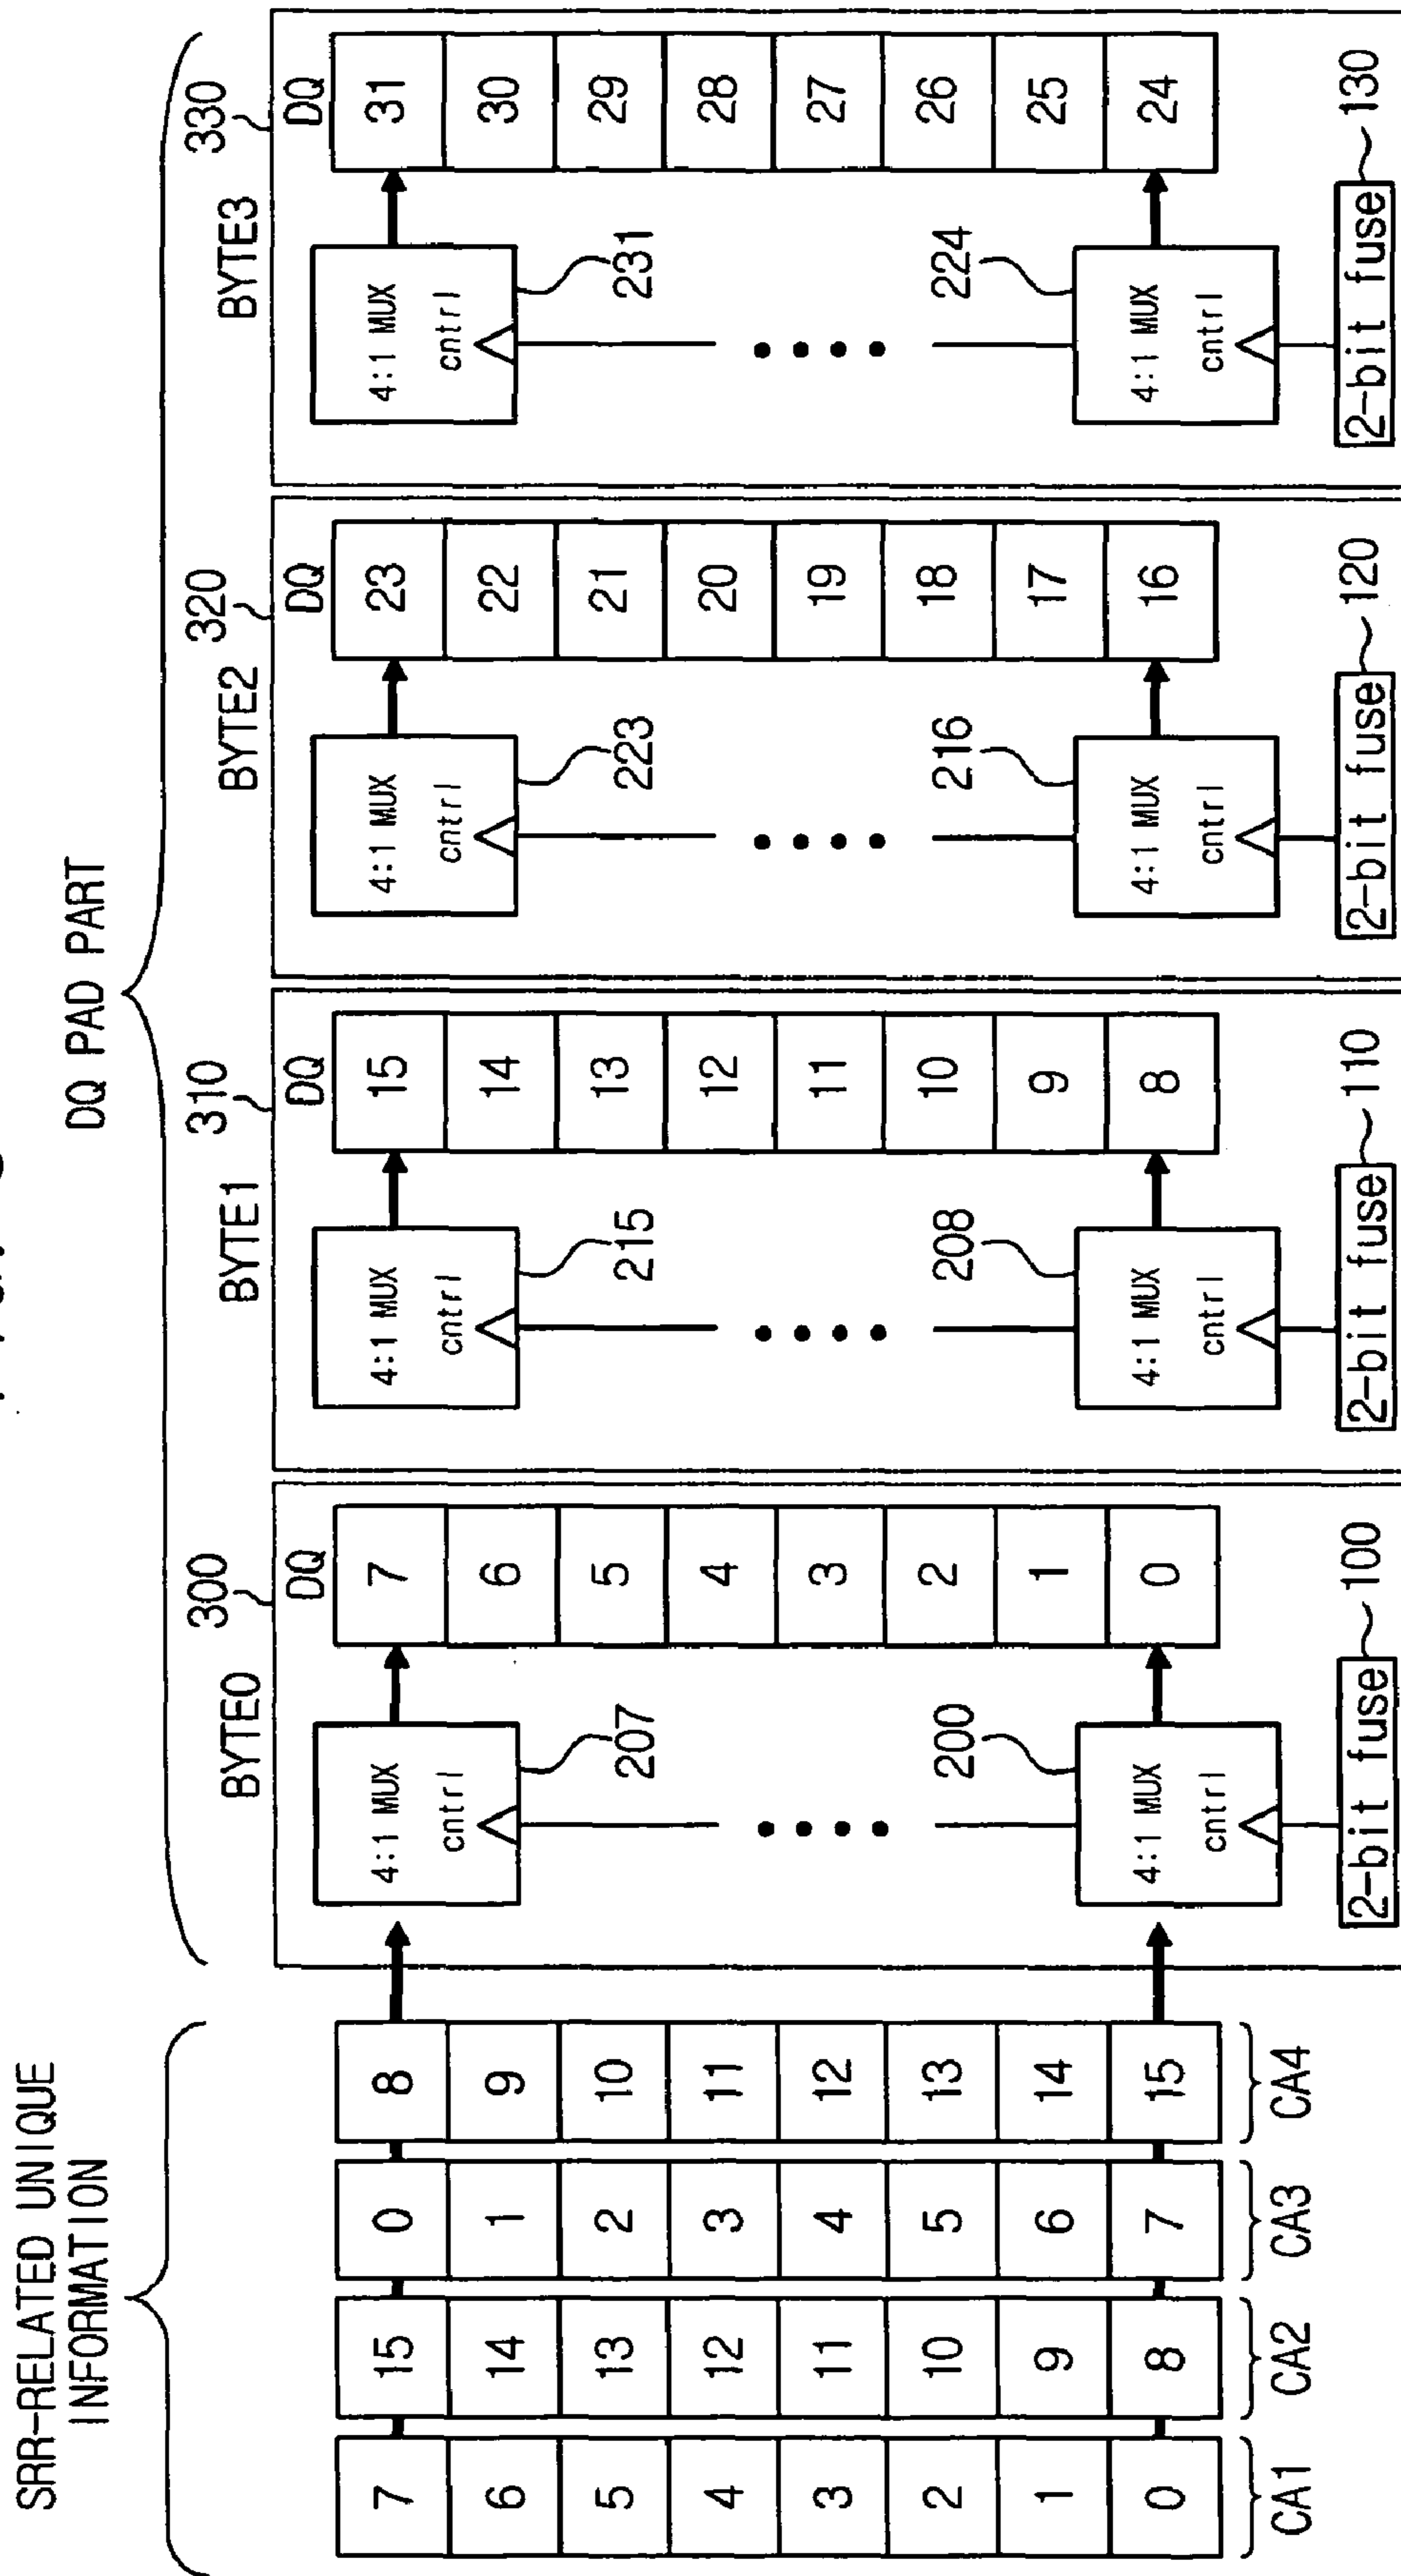 SRR-RELATED UNIQUE
INFORMATION
DQ PAD PART
7
6
5
4
3
2
1
0
CA1
15
14
13
12
11
10
9
8
CA2
0
1
2
3
4
5
6
7
CA3
8
9
10
11
12
13
14
15
CA4
BYTE0
300
DQ
4:1 MUX
cntrl
207
200
4:1 MUX
cntrl
7
6
5
4
3
2
1
0
2-bit fuse
100
BYTE1
310
DQ
4:1 MUX
cntrl
215
208
4:1 MUX
cntrl
15
14
13
12
11
10
9
8
2-bit fuse
110
BYTE2
320
DQ
4:1 MUX
cntrl
223
216
4:1 MUX
cntrl
23
22
21
20
19
18
17
16
2-bit fuse
120
BYTE3
330
DQ
4:1 MUX
cntrl
231
224
4:1 MUX
cntrl
31
30
29
28
27
26
25
24
2-bit fuse
130